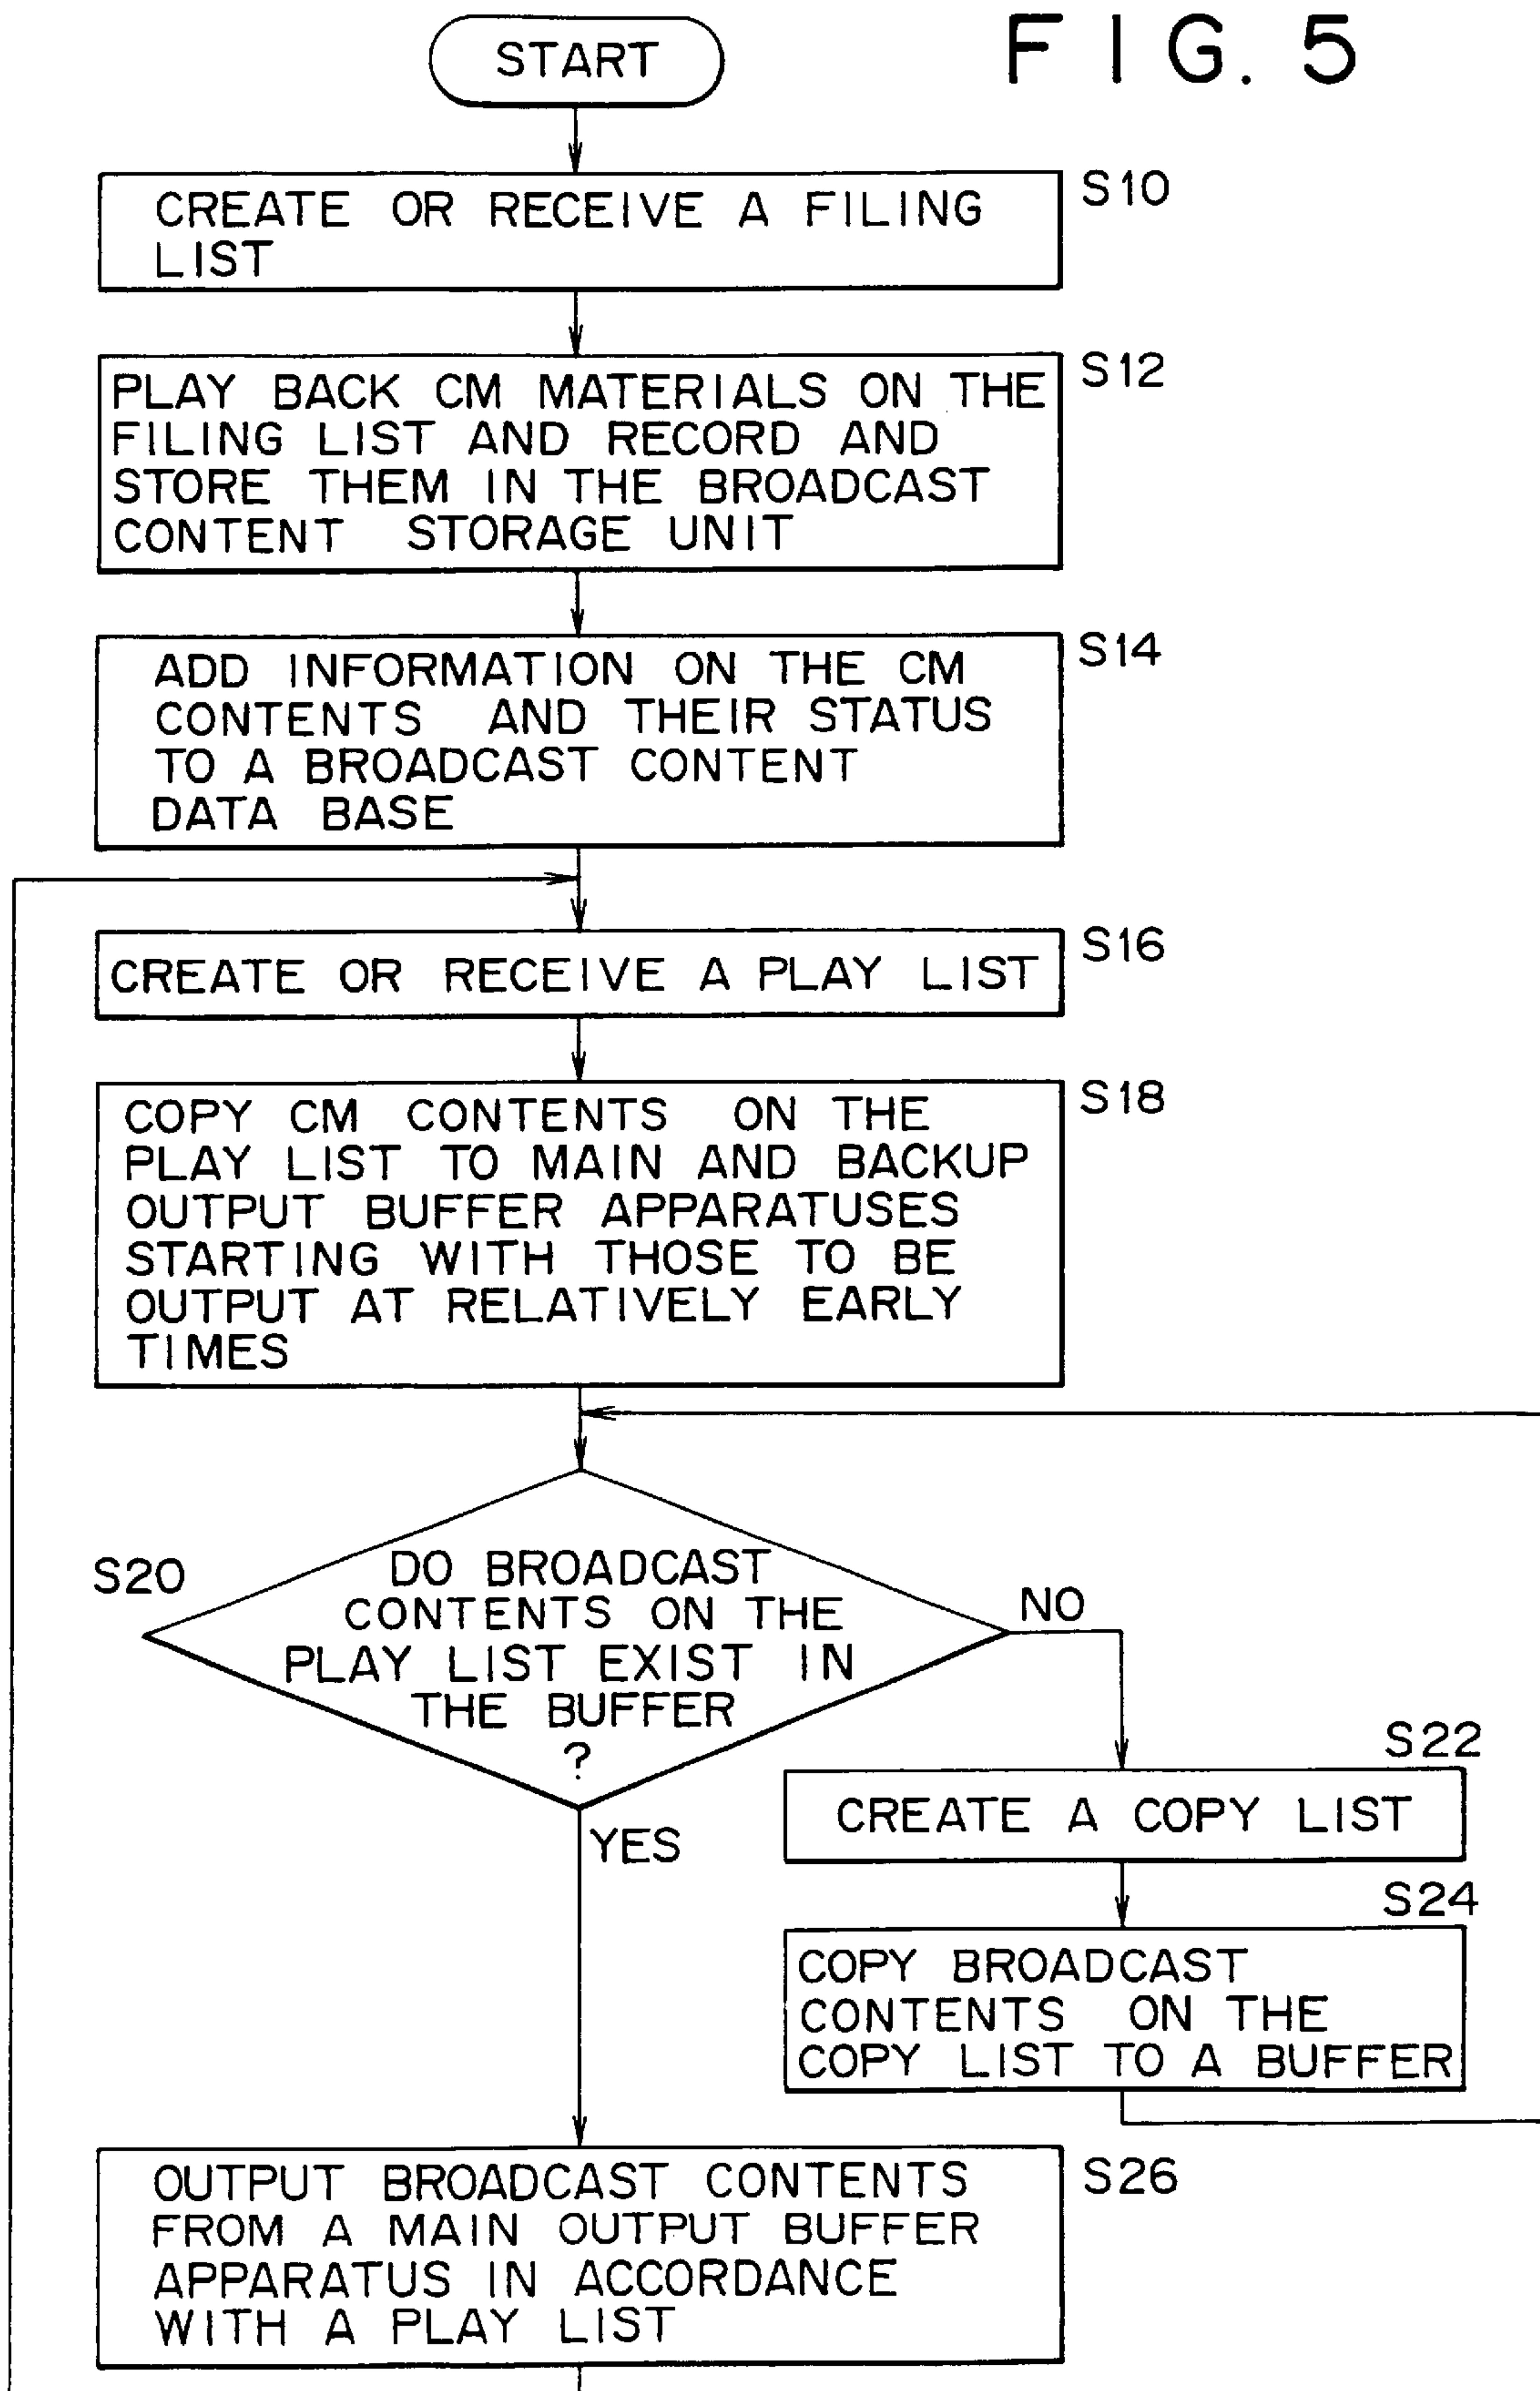 START
FIG. 5
CREATE OR RECEIVE A FILING
LIST
S10
PLAY BACK CM MATERIALS ON THE
FILING LIST AND RECORD AND
STORE THEM IN THE BROADCAST
CONTENT STORAGE UNIT
S12
ADD INFORMATION ON THE CM
CONTENTS AND THEIR STATUS
TO A BROADCAST CONTENT
DATA BASE
S14
CREATE OR RECEIVE A PLAY LIST
S16
COPY CM CONTENTS ON THE
PLAY LIST TO MAIN AND BACKUP
OUTPUT BUFFER APPARATUSES
STARTING WITH THOSE TO BE
OUTPUT AT RELATIVELY EARLY
TIMES
S18
S20
DO BROADCAST
CONTENTS ON THE
PLAY LIST EXIST IN
THE BUFFER
?
NO
YES
S22
CREATE A COPY LIST
S24
COPY BROADCAST
CONTENTS ON THE
COPY LIST TO A BUFFER
OUTPUT BROADCAST CONTENTS
FROM A MAIN OUTPUT BUFFER
APPARATUS IN ACCORDANCE
WITH A PLAY LIST
S26